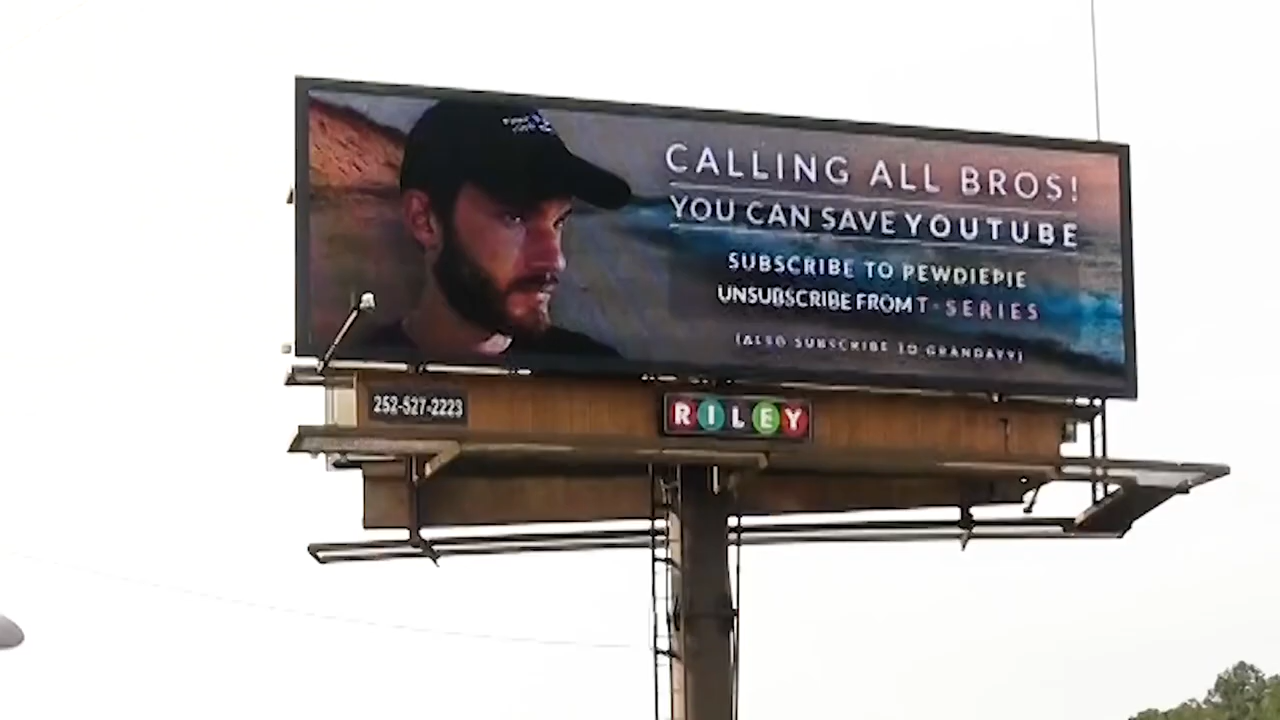 CALLING ALL BROS!
YOU CAN SAVE YOUTUBE
SUBSCRIBE TO PEWDIEPIE
UNSUBSCRIBE FROM T-SERIES
(ALSO SUBSCRIBE TO GRANDAYY)
252-527-2223
RILEY